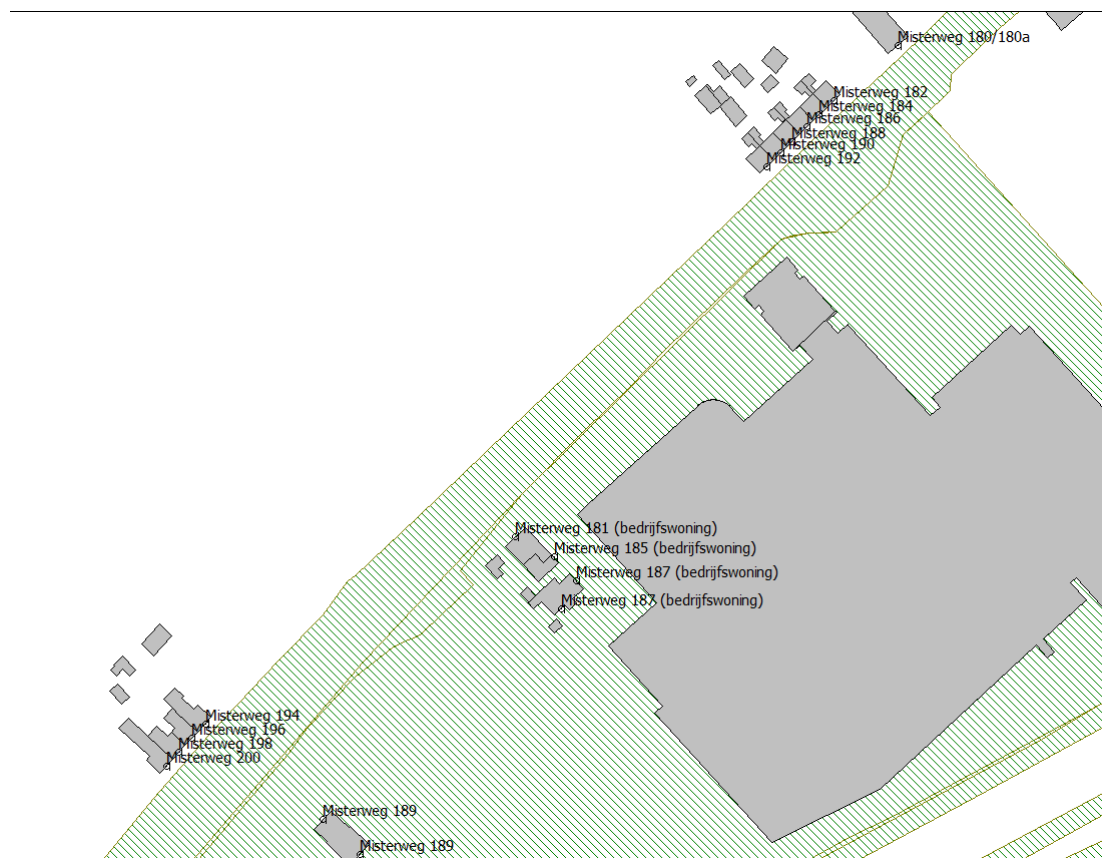 Misterweg 180/180a
Misterweg 182
Misterweg 184
Misterweg 186
Misterweg 188
Misterweg 190
Misterweg 192
Misterweg 181 (bedrijfswoning)
Misterweg 185 (bedrijfswoning)
Misterweg 187 (bedrijfswoning)
Misterweg 187 (bedrijfswoning)
Misterweg 194
Misterweg 196
Misterweg 198
Misterweg 200
Misterweg 189
Misterweg 189